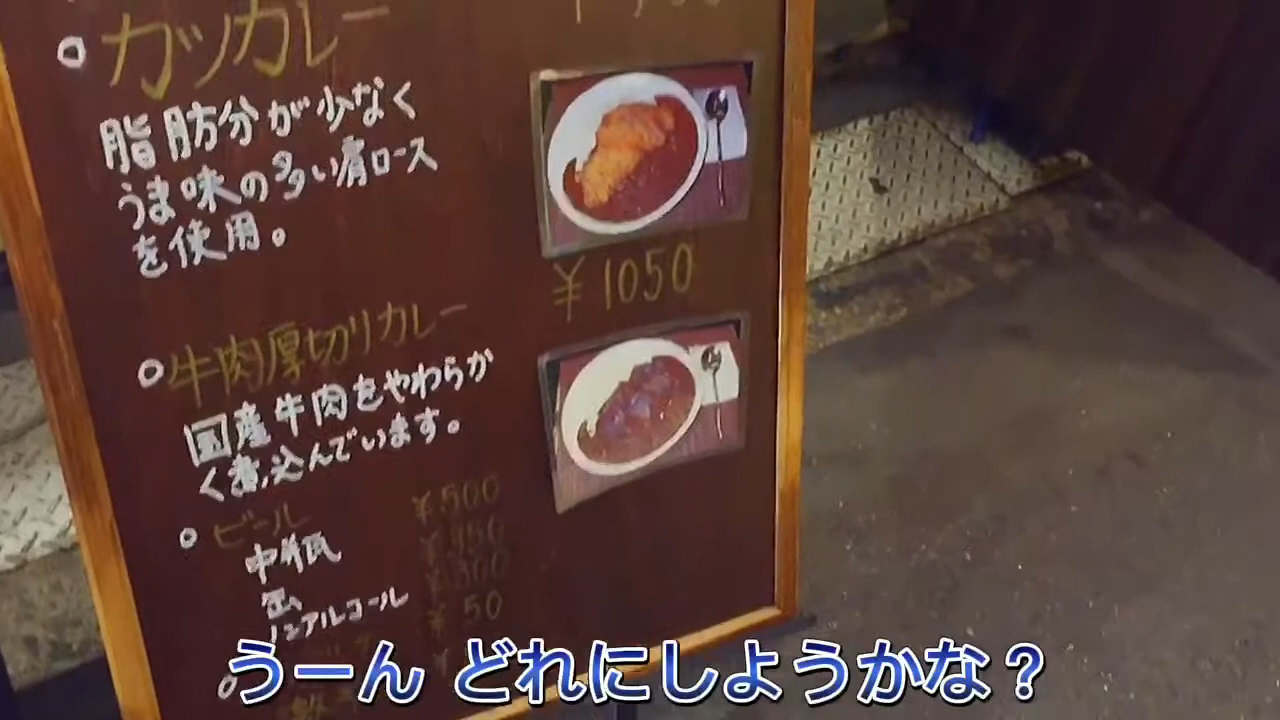 カツカレー
脂肪分が少なく
うま味の多い肩ロース
を使用。
¥1050
牛肉厚切りカレー
国産牛肉をやわらか
く煮込んでいます。
ビール
¥500
中瓶
缶
ノンアルコール
うーん どれにしようかな？